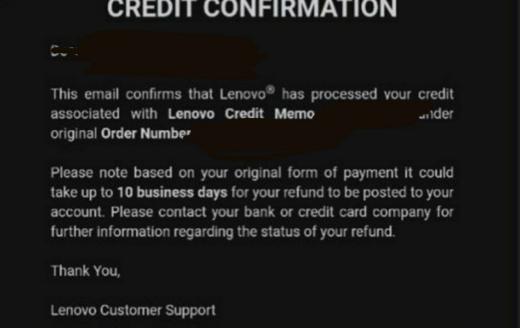 CREDIT CONFIRMATION
This email confirms that Lenovo® has processed your credit
associated with Lenovo Credit Memo under
original Order Number
Please note based on your original form of payment it could
take up to 10 business days for your refund to be posted to your
account. Please contact your bank or credit card company for
further information regarding the status of your refund.
Thank You,
Lenovo Customer Support